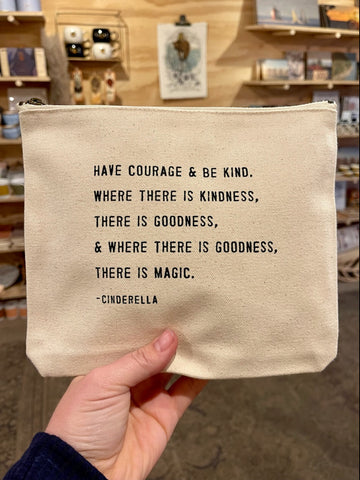 HAVE COURAGE & BE KIND.
WHERE THERE IS KINDNESS,
THERE IS GOODNESS,
& WHERE THERE IS GOODNESS,
THERE IS MAGIC.
-CINDERELLA